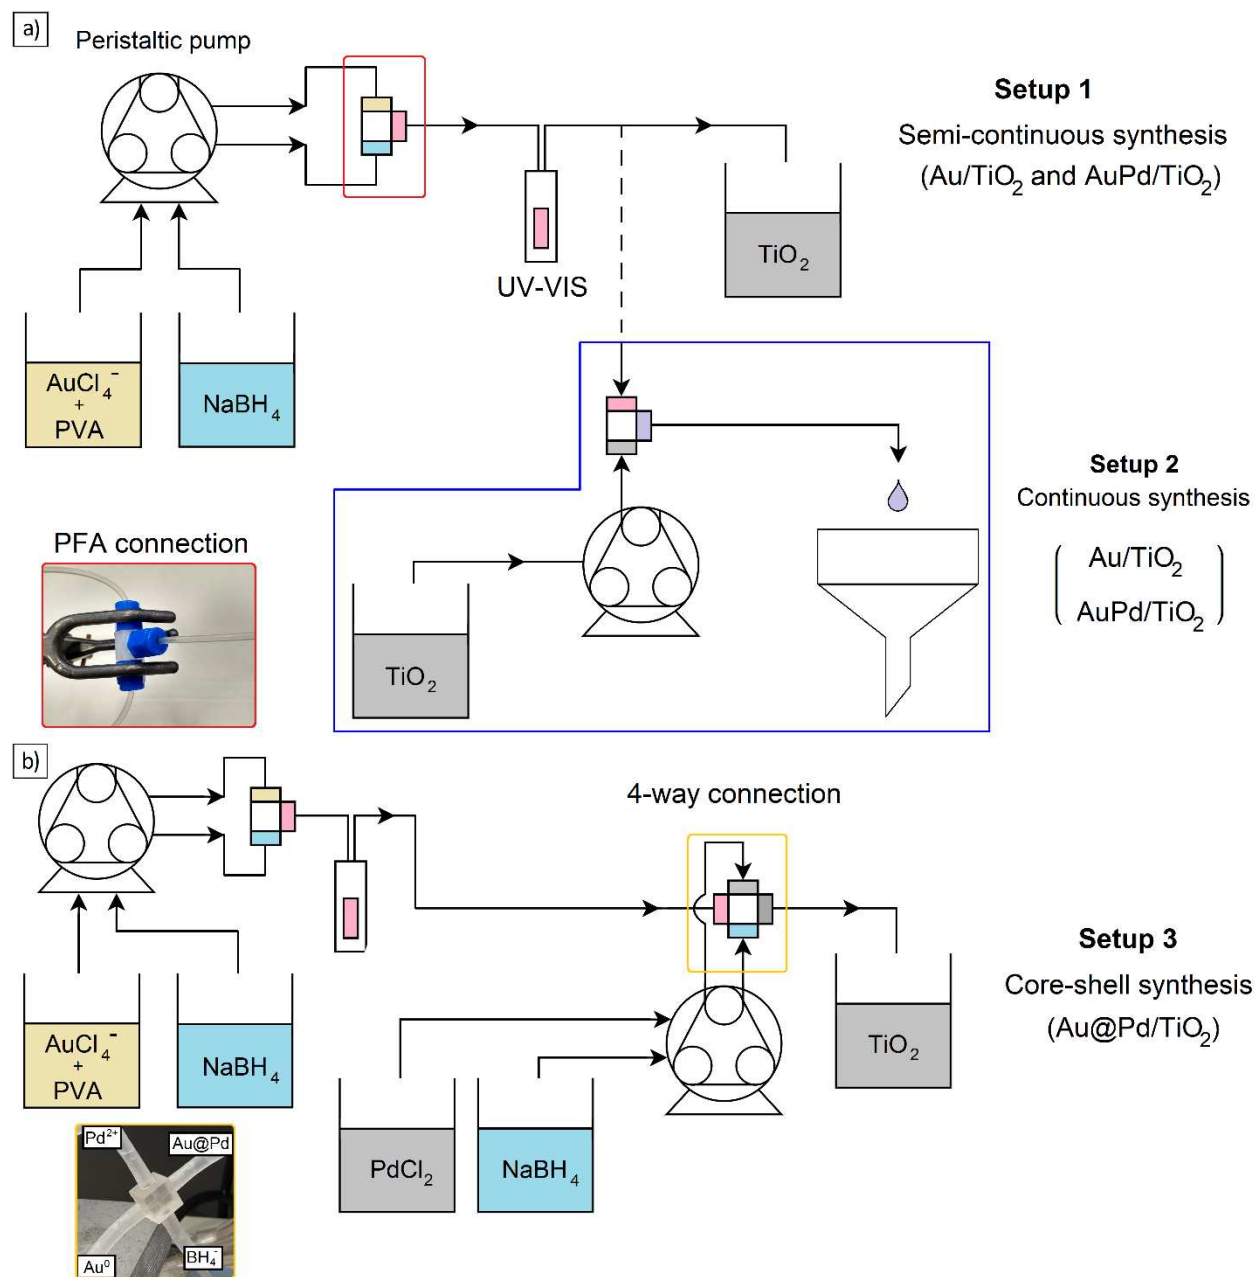 a)
Peristaltic pump
Setup 1
Semi-continuous synthesis
(Au/TiO₂ and AuPd/TiO₂)
TiO₂
UV-VIS
AuCl₄⁻
+
PVA
NaBH₄
Setup 2
Continuous synthesis
Au/TiO₂
AuPd/TiO₂
PFA connection
TiO₂
b)
4-way connection
Setup 3
Core-shell synthesis
(Au@Pd/TiO₂)
AuCl₄⁻
+
PVA
NaBH₄
TiO₂
PdCl₂
NaBH₄
Pd²⁺
Au@Pd
Au⁰
BH₄⁻